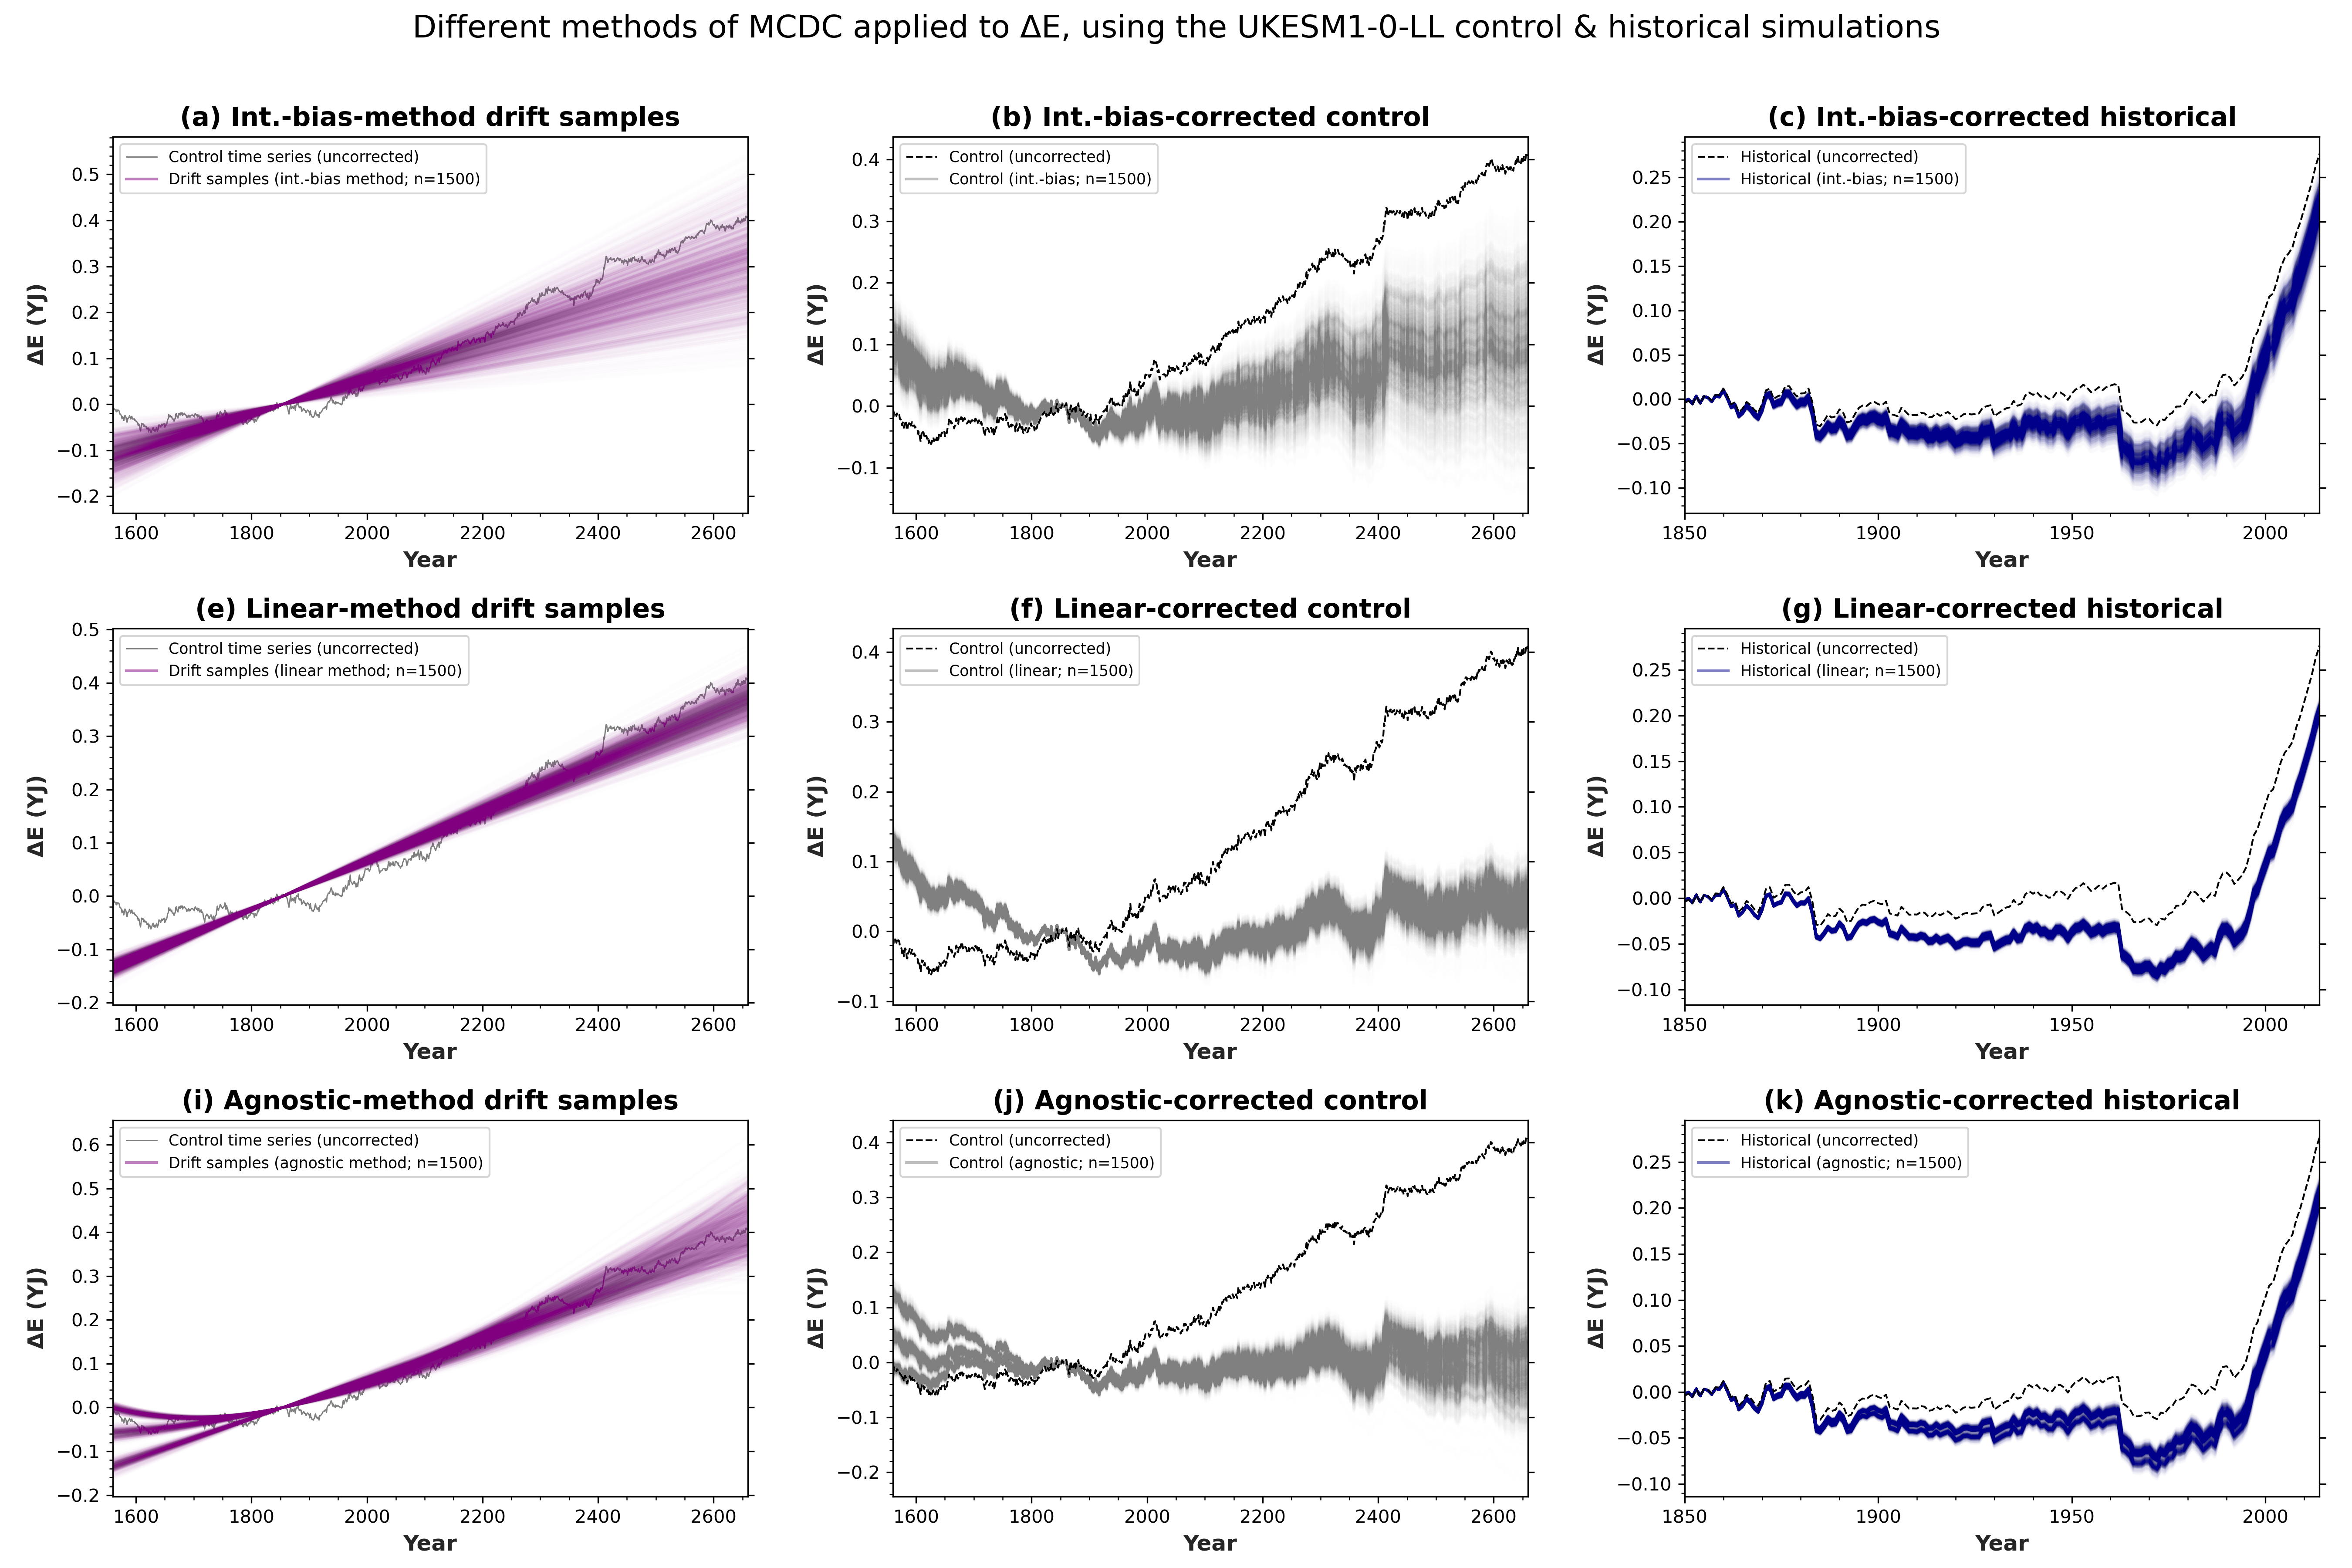 Different methods of MCDC applied to ΔE, using the UKESM1-0-LL control & historical simulations
(a) Int.-bias-method drift samples
Control time series (uncorrected)
Drift samples (int.-bias method; n=1500)
0.5
0.4
0.3
0.2
0.1
0.0
−0.1
−0.2
ΔE (YJ)
1600 1800 2000 2200 2400 2600
Year
(b) Int.-bias-corrected control
Control (uncorrected)
Control (int.-bias; n=1500)
0.4
0.3
0.2
0.1
0.0
−0.1
ΔE (YJ)
1600 1800 2000 2200 2400 2600
Year
(c) Int.-bias-corrected historical
Historical (uncorrected)
Historical (int.-bias; n=1500)
0.25
0.20
0.15
0.10
0.05
0.00
−0.05
−0.10
ΔE (YJ)
1850 1900 1950 2000
Year
(e) Linear-method drift samples
Control time series (uncorrected)
Drift samples (linear method; n=1500)
0.5
0.4
0.3
0.2
0.1
0.0
−0.1
−0.2
ΔE (YJ)
1600 1800 2000 2200 2400 2600
Year
(f) Linear-corrected control
Control (uncorrected)
Control (linear; n=1500)
0.4
0.3
0.2
0.1
0.0
−0.1
ΔE (YJ)
1600 1800 2000 2200 2400 2600
Year
(g) Linear-corrected historical
Historical (uncorrected)
Historical (linear; n=1500)
0.25
0.20
0.15
0.10
0.05
0.00
−0.05
−0.10
ΔE (YJ)
1850 1900 1950 2000
Year
(i) Agnostic-method drift samples
Control time series (uncorrected)
Drift samples (agnostic method; n=1500)
0.6
0.5
0.4
0.3
0.2
0.1
0.0
−0.1
−0.2
ΔE (YJ)
1600 1800 2000 2200 2400 2600
Year
(j) Agnostic-corrected control
Control (uncorrected)
Control (agnostic; n=1500)
0.4
0.3
0.2
0.1
0.0
−0.1
−0.2
ΔE (YJ)
1600 1800 2000 2200 2400 2600
Year
(k) Agnostic-corrected historical
Historical (uncorrected)
Historical (agnostic; n=1500)
0.25
0.20
0.15
0.10
0.05
0.00
−0.05
−0.10
ΔE (YJ)
1850 1900 1950 2000
Year